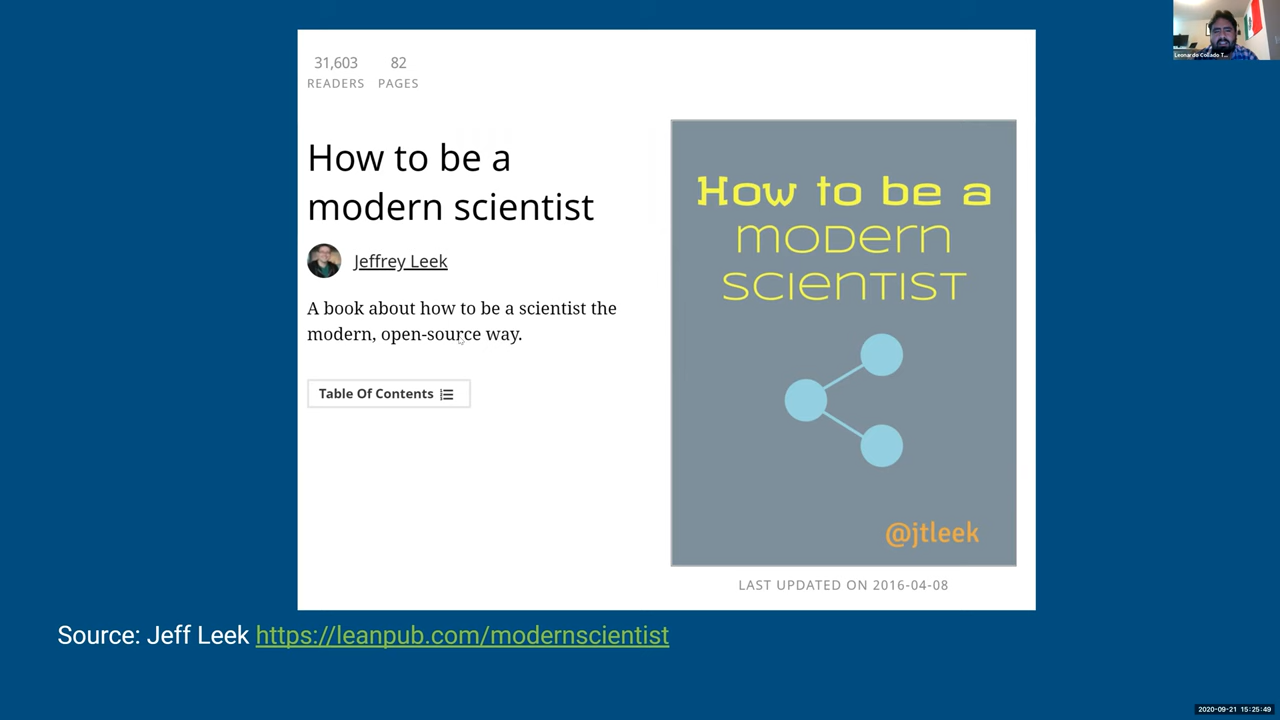 31,603 82
READERS PAGES
How to be a
modern scientist
Jeffrey Leek
A book about how to be a scientist the
modern, open-source way.
Table Of Contents
How to be a
modern
scientist
@jtleek
LAST UPDATED ON 2016-04-08
Source: Jeff Leek https://leanpub.com/modernscientist
Leonardo Collado T...
2020-09-21 15:25:49